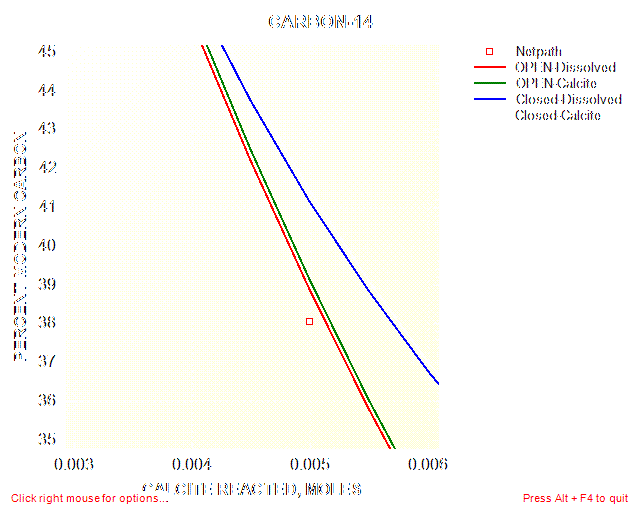 CARBON-14
45
44
43
42
41
40
39
38
37
36
35
PERCENT MODERN CARBON
0.003 0.004 0.005 0.006
CALCITE REACTED, MOLES
Netpath
OPEN-Dissolved
OPEN-Calcite
Closed-Dissolved
Closed-Calcite
Click right mouse for options...
Press Alt + F4 to quit